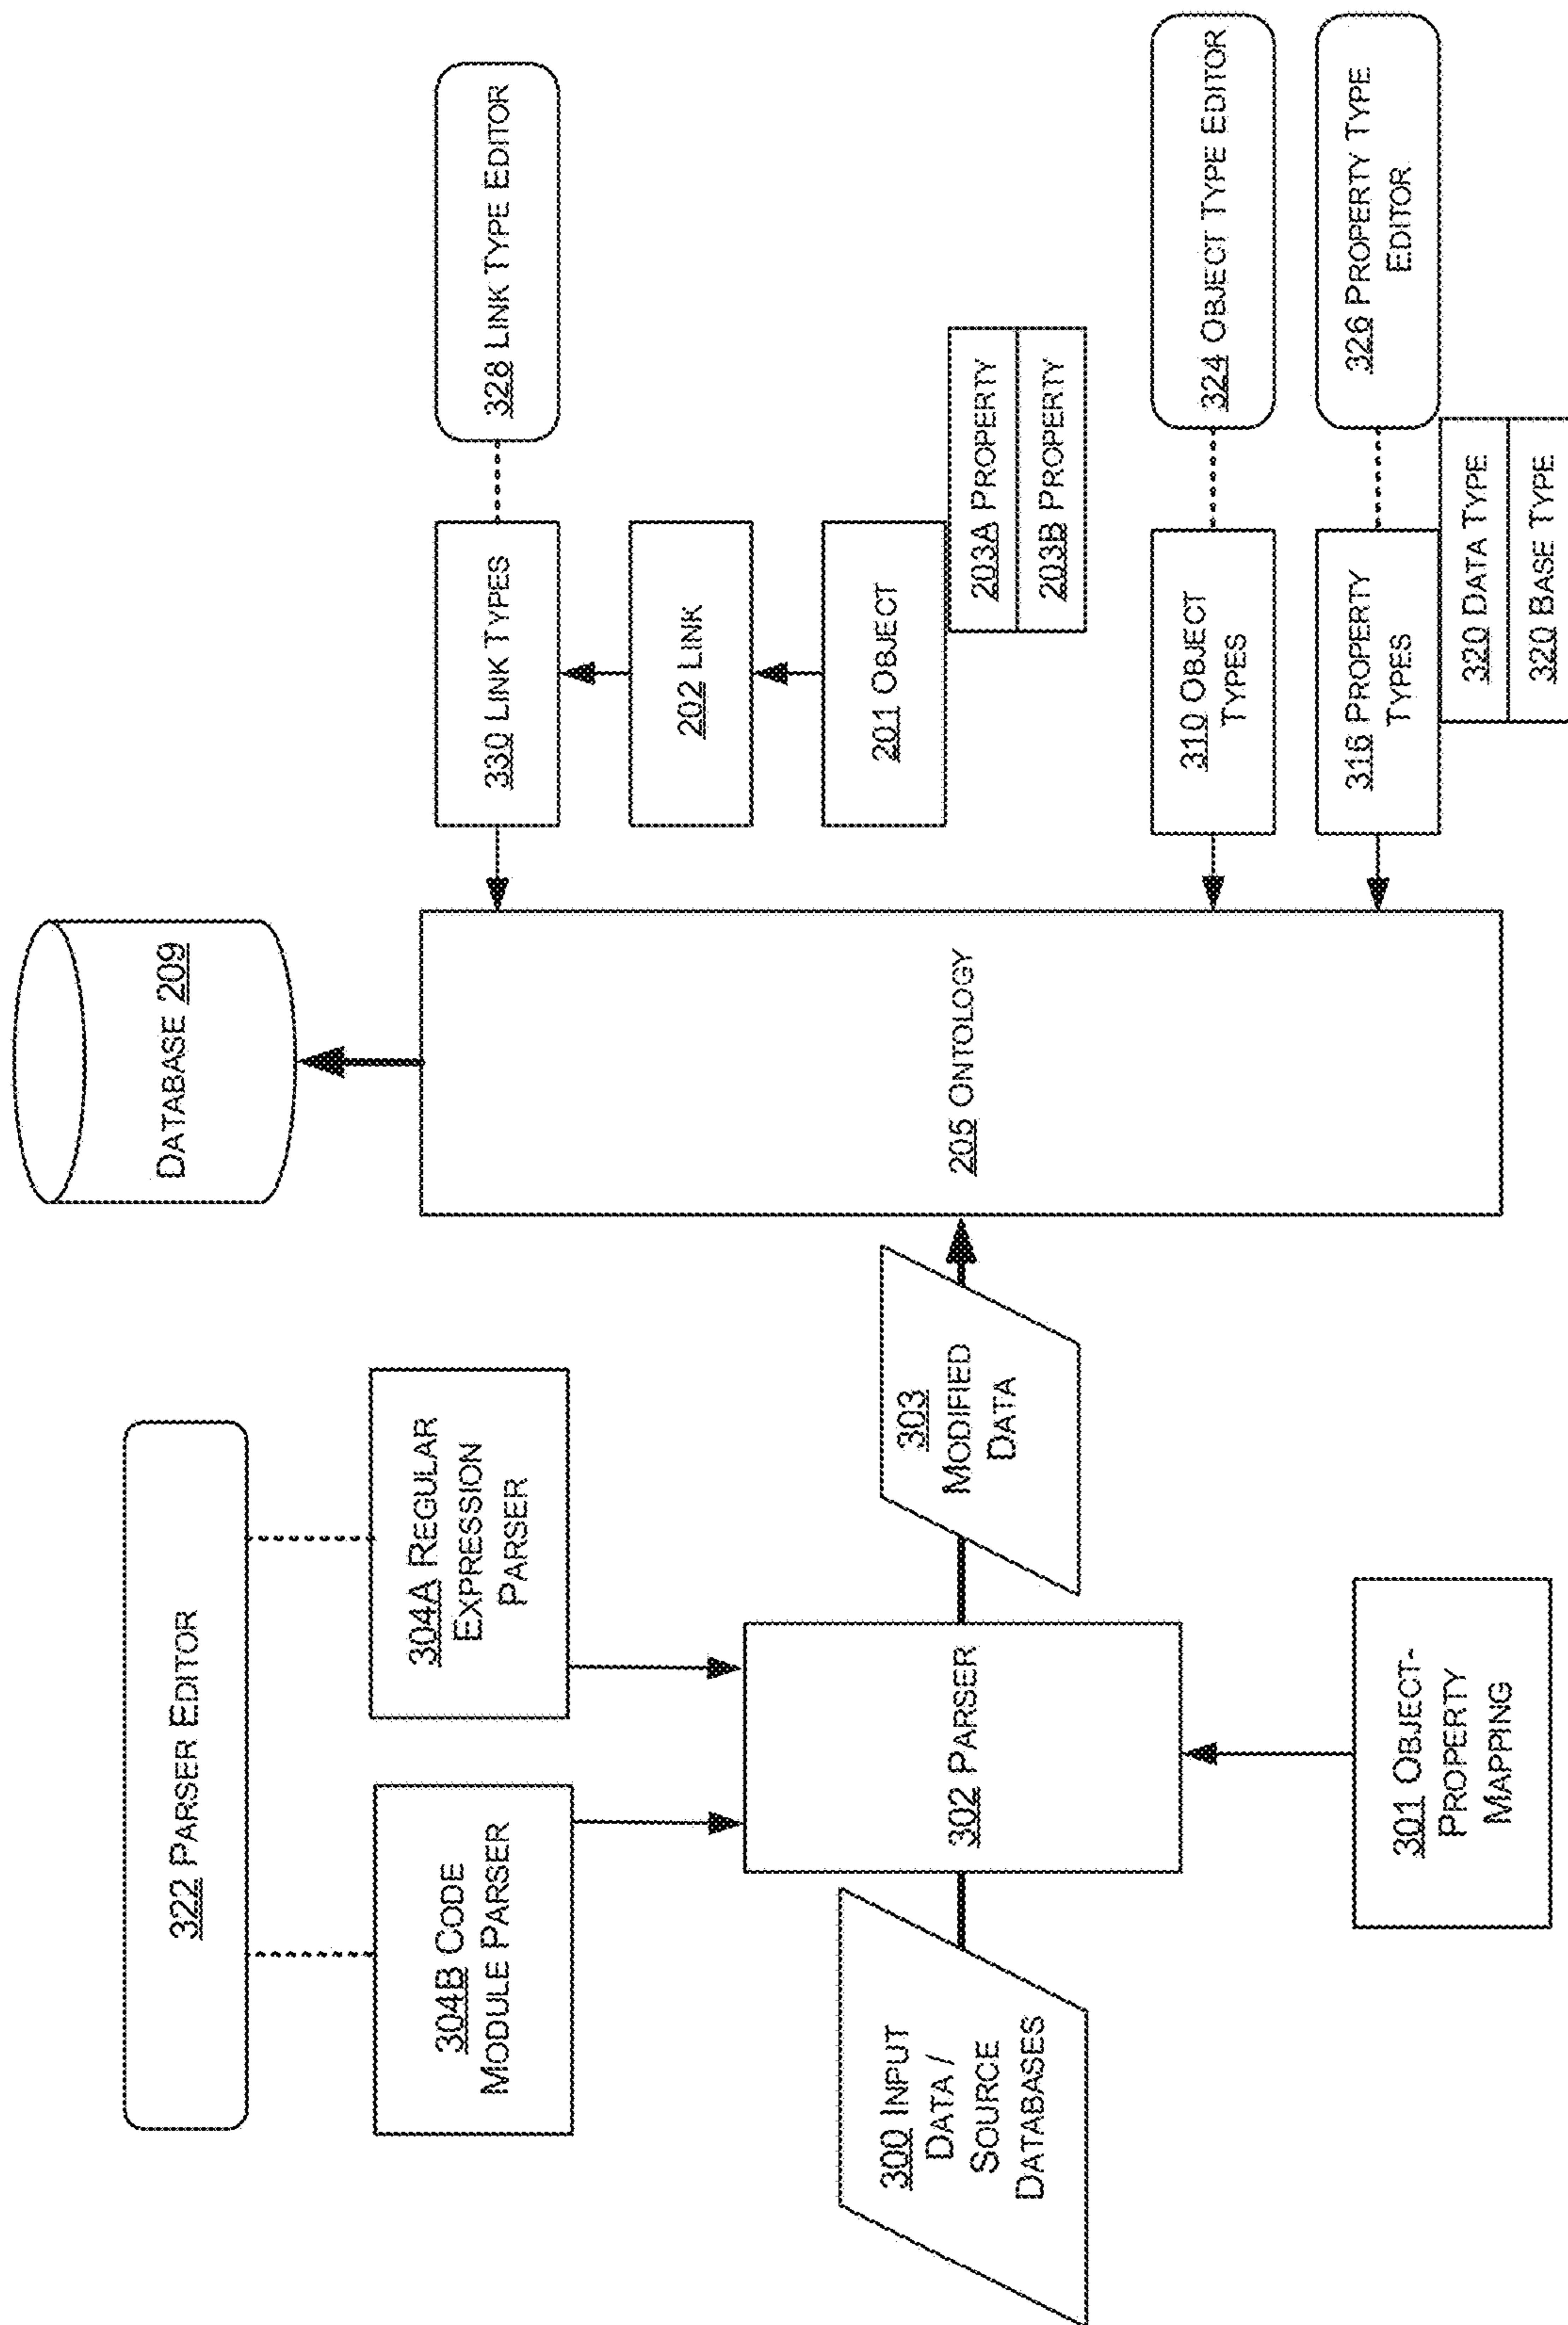 322 PARSER EDITOR
304B CODE
MODULE PARSER
304A REGULAR
EXPRESSION
PARSER
300 INPUT
DATA /
SOURCE
DATABASES
302 PARSER
303
MODIFIED
DATA
301 OBJECT-
PROPERTY
MAPPING
DATABASE 209
205 ONTOLOGY
330 LINK TYPES
328 LINK TYPE EDITOR
202 LINK
201 OBJECT
203A PROPERTY
203B PROPERTY
310 OBJECT
TYPES
324 OBJECT TYPE EDITOR
316 PROPERTY
TYPES
326 PROPERTY TYPE
EDITOR
320 DATA TYPE
320 BASE TYPE